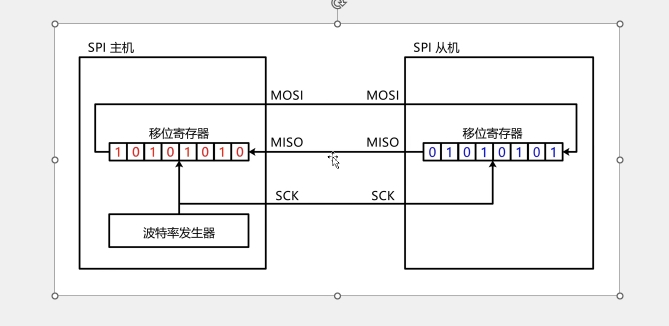 SPI 主机
SPI 从机
MOSI
MOSI
移位寄存器
移位寄存器
1 0 1 0 1 0 1 0
MISO
MISO
0 1 0 1 0 1 0 1
SCK
SCK
波特率发生器